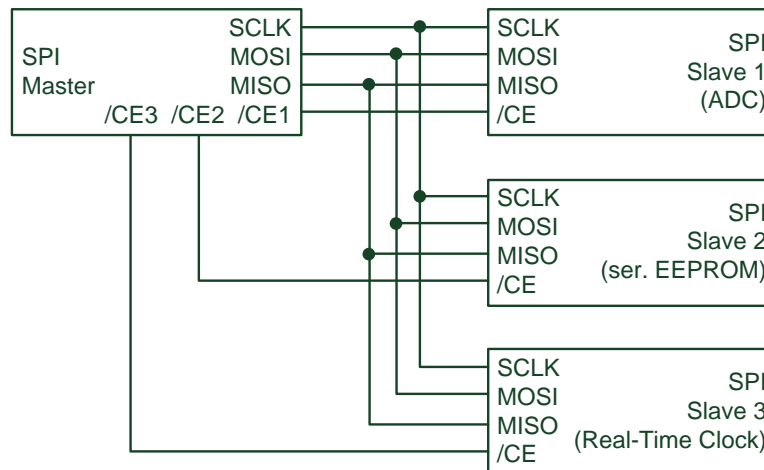 SPI
Master
SCLK
MOSI
MISO
/CE3 /CE2 /CE1
SCLK
MOSI
MISO
/CE
SPI
Slave 1
(ADC)
SCLK
MOSI
MISO
/CE
SPI
Slave 2
(ser. EEPROM)
SCLK
MOSI
MISO
/CE
SPI
Slave 3
(Real-Time Clock)